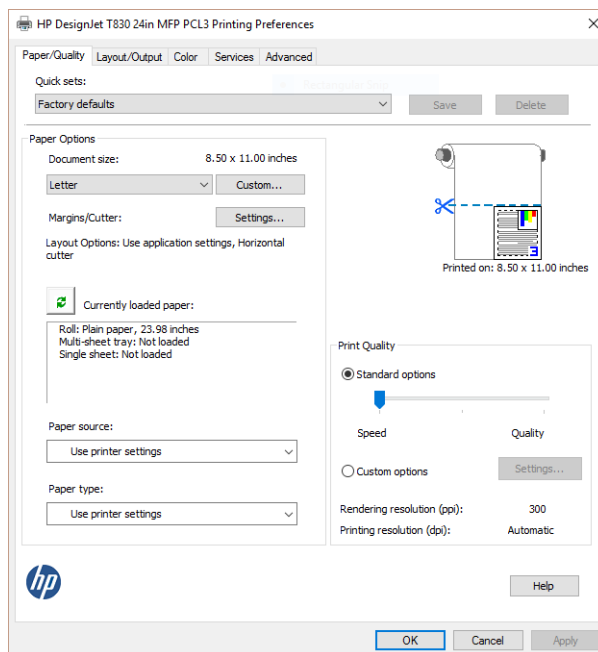 HP DesignJet T830 24in MFP PCL3 Printing Preferences
Paper/Quality Layout/Output Color Services Advanced
Quick sets:
Factory defaults
Save Delete
Paper Options
Document size: 8.50 x 11.00 inches
Letter Custom...
Margins/Cutter: Settings...
Layout Options: Use application settings, Horizontal
cutter
Currently loaded paper:
Roll: Plain paper, 23.98 inches
Multi-sheet tray: Not loaded
Single sheet: Not loaded
Paper source:
Use printer settings
Paper type:
Use printer settings
3
Printed on: 8.50 x 11.00 inches
Print Quality
Standard options
Speed Quality
Custom options Settings...
Rendering resolution (ppi): 300
Printing resolution (dpi): Automatic
hp
Help
OK Cancel Apply